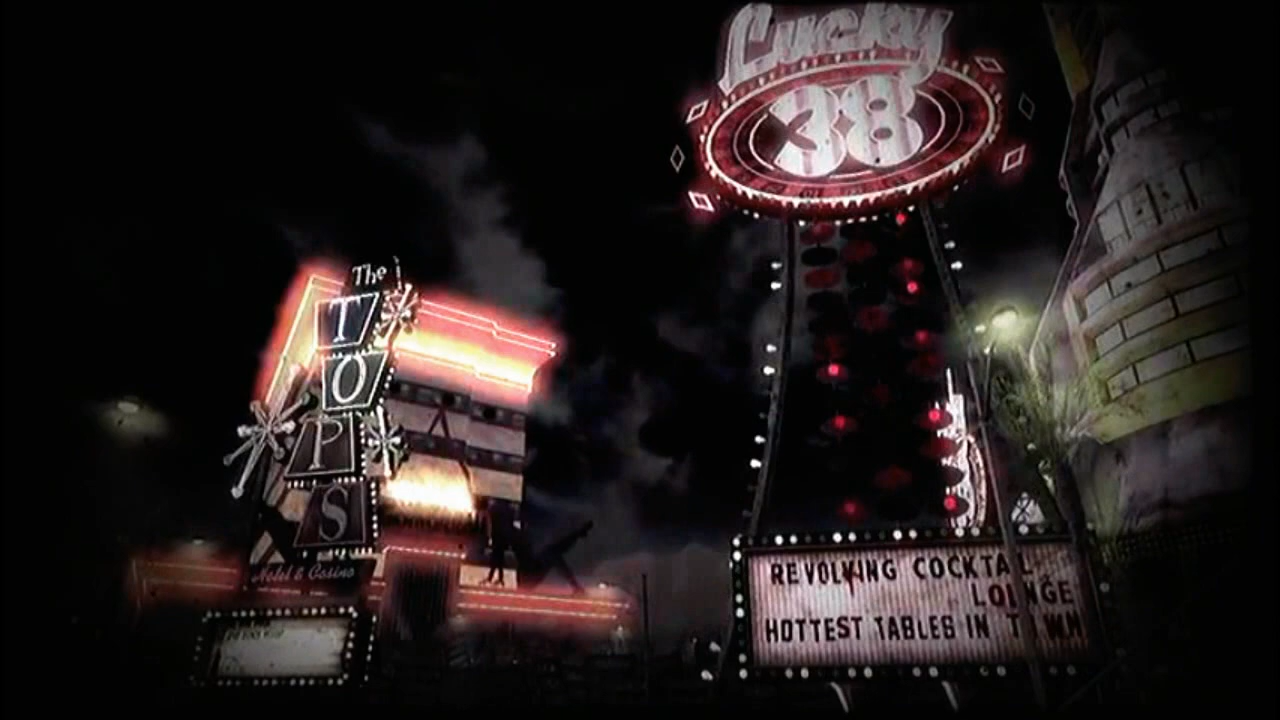 Lucky
38
The
T
O
P
S
Hotel & Casino
REVOLVING COCKTAIL
LOUNGE
HOTTEST TABLES IN TOWN